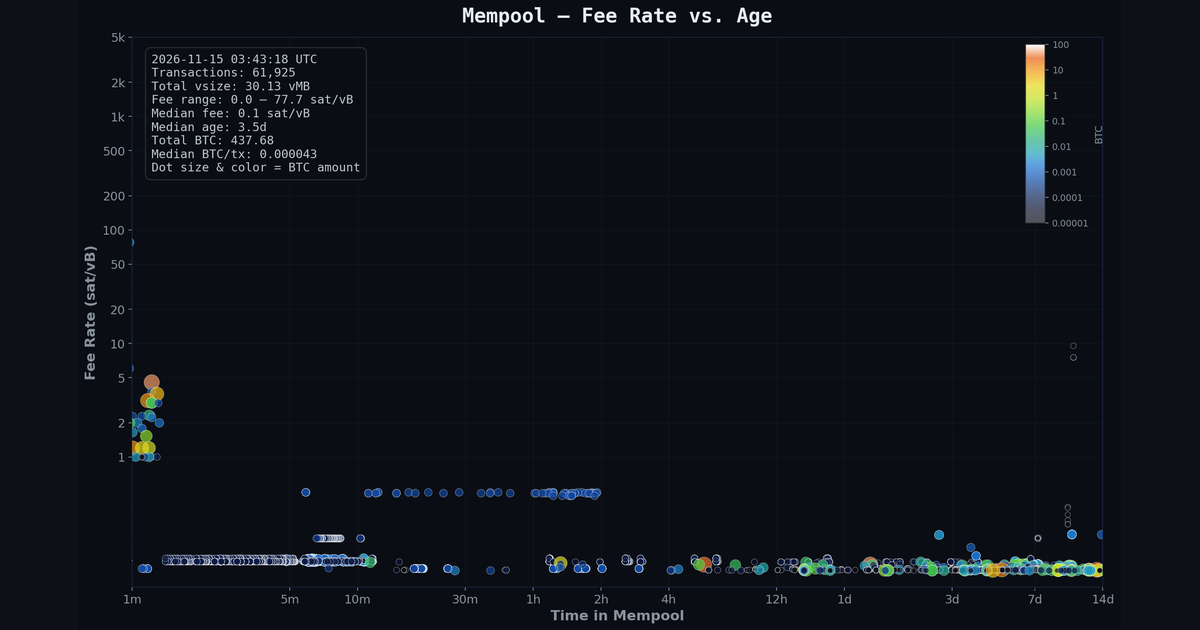 Mempool — Fee Rate vs. Age
2026-11-15 03:43:18 UTC
Transactions: 61,925
Total vsize: 30.13 vMB
Fee range: 0.0 – 77.7 sat/vB
Median fee: 0.1 sat/vB
Median age: 3.5d
Total BTC: 437.68
Median BTC/tx: 0.000043
Dot size & color = BTC amount
100
10
1
0.1
0.01
0.001
0.0001
0.00001
BTC
Fee Rate (sat/vB)
5k
2k
1k
500
200
100
50
20
10
5
2
1
1m 5m 10m 30m 1h 2h 4h 12h 1d 3d 7d 14d
Time in Mempool